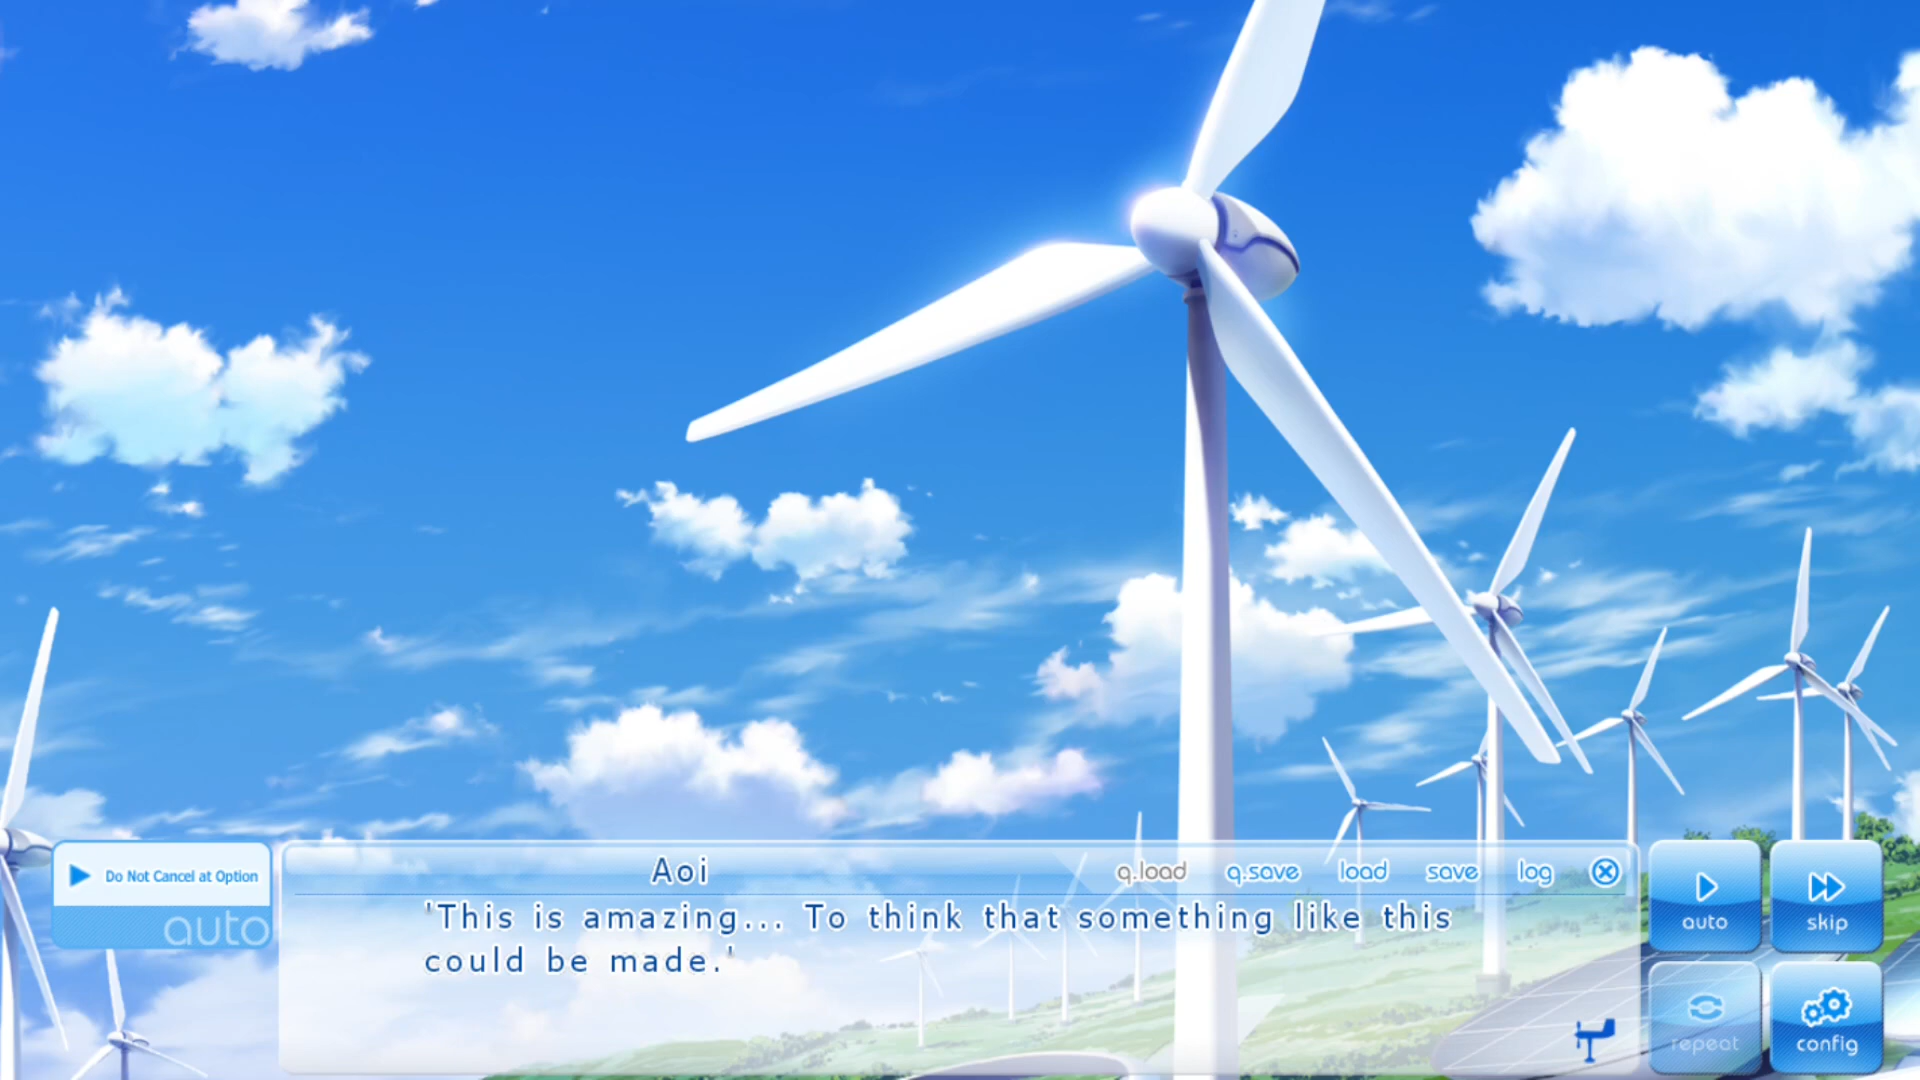 Aoi
q.load
q.save
load
save
log
'This is amazing... To think that something like this
could be made.'
Do Not Cancel at Option
auto
auto
skip
repeat
config